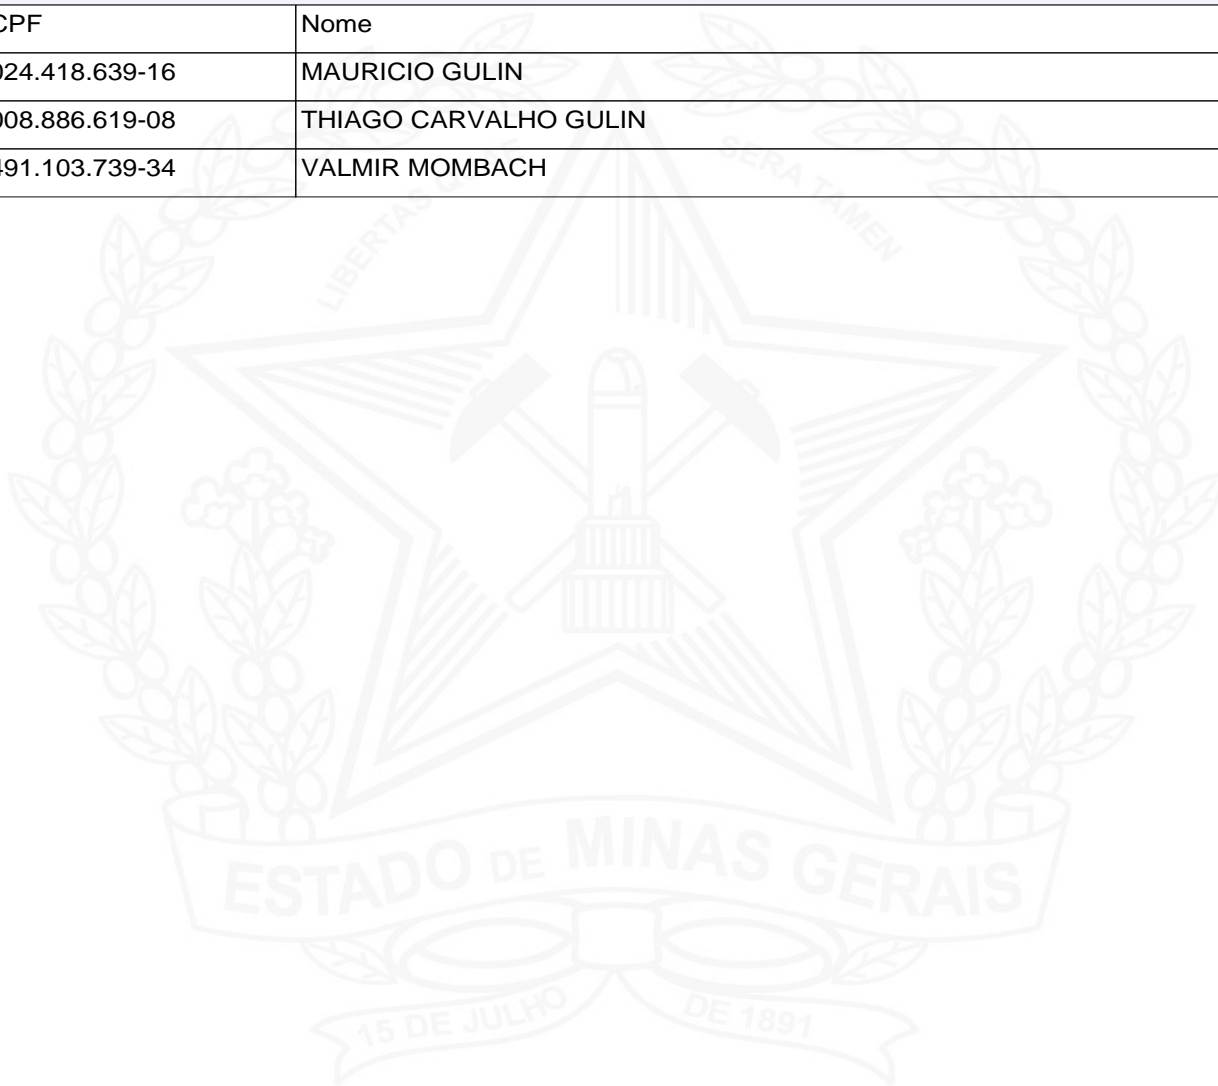 CPF Nome
024.418.639-16 MAURICIO GULIN
008.886.619-08 THIAGO CARVALHO GULIN
491.103.739-34 VALMIR MOMBACH
LIBERTAS QUE SERA TAMEN
ESTADO DE MINAS GERAIS
15 DE JULHO DE 1891